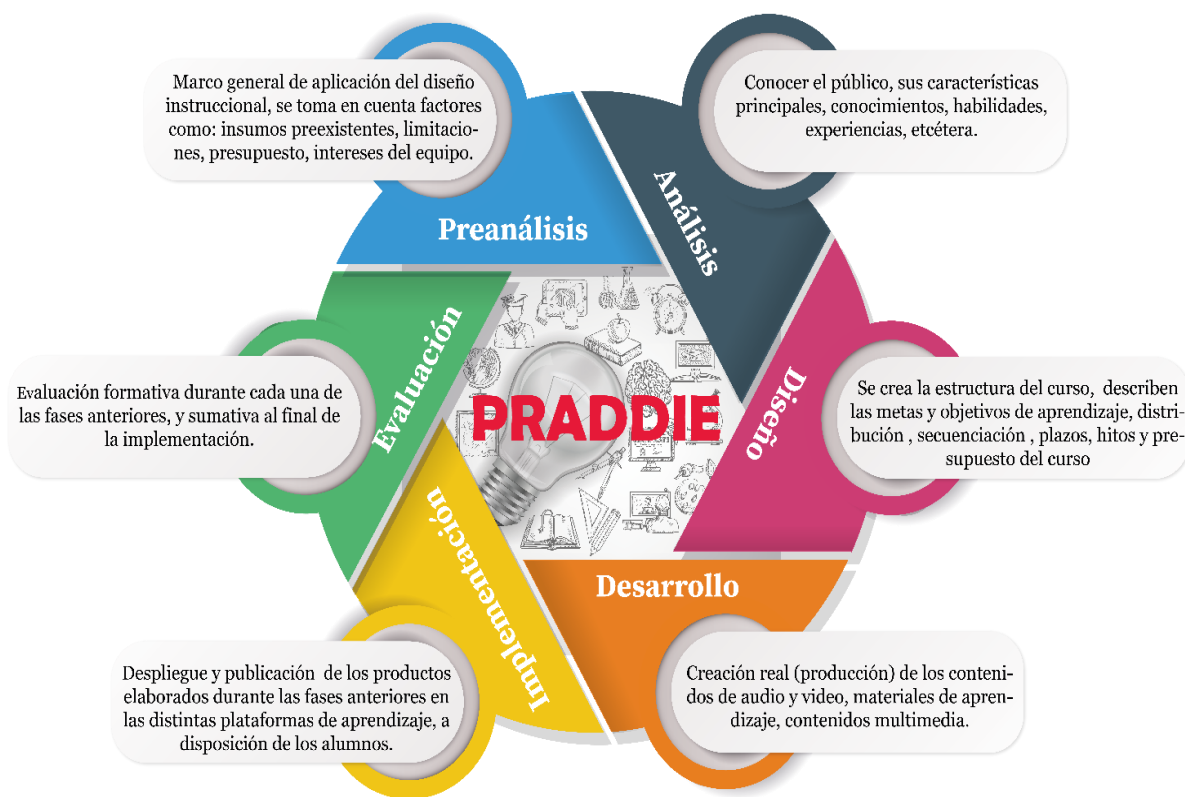 Marco general de aplicación del diseño
instruccional, se toma en cuenta factores
como: insumos preexistentes, limitacio-
nes, presupuesto, intereses del equipo.
Preanálisis
Conocer el público, sus características
principales, conocimientos, habilidades,
experiencias, etcétera.
Análisis
Se crea la estructura del curso, describen
las metas y objetivos de aprendizaje, distri-
bución , secuenciación , plazos, hitos y pre-
supuesto del curso
Diseño
Creación real (producción) de los conteni-
dos de audio y video, materiales de apren-
dizaje, contenidos multimedia.
Desarrollo
Despliegue y publicación de los productos
elaborados durante las fases anteriores en
las distintas plataformas de aprendizaje, a
disposición de los alumnos.
Implementación
Evaluación formativa durante cada una de
las fases anteriores, y sumativa al final de
la implementación.
Evaluación
PRADDIE